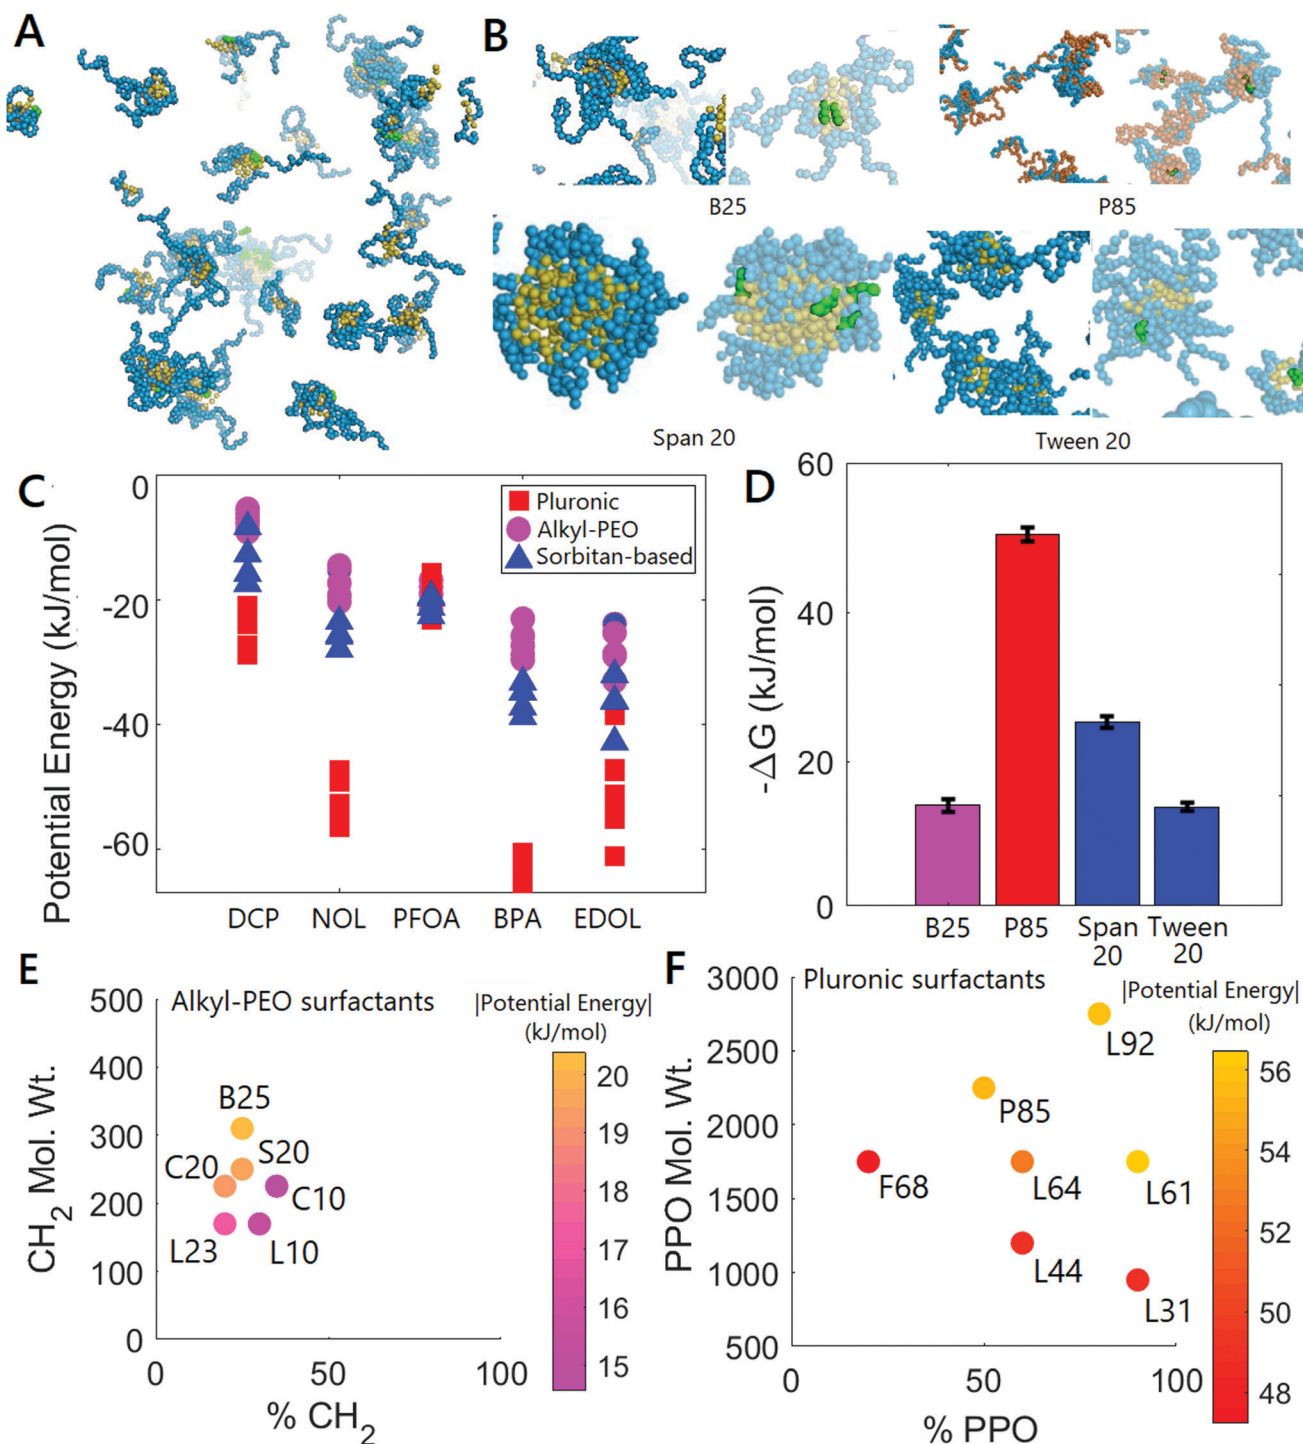 A
B
B25
P85
Span 20
Tween 20
C
0
-20
-40
-60
Potential Energy (kJ/mol)
Pluronic
Alkyl-PEO
Sorbitan-based
DCP NOL PFOA BPA EDOL
D
60
40
20
0
-ΔG (kJ/mol)
B25 P85 Span 20 Tween 20
E
Alkyl-PEO surfactants
500
400
300
200
100
0
CH2 Mol. Wt.
B25
C20
S20
C10
L23
L10
0 50 100
% CH2
|Potential Energy|
(kJ/mol)
20
19
18
17
16
15
F
Pluronic surfactants
3000
2500
2000
1500
1000
500
PPO Mol. Wt.
L92
P85
F68
L64
L61
L44
L31
0 50 100
% PPO
|Potential Energy|
(kJ/mol)
56
54
52
50
48